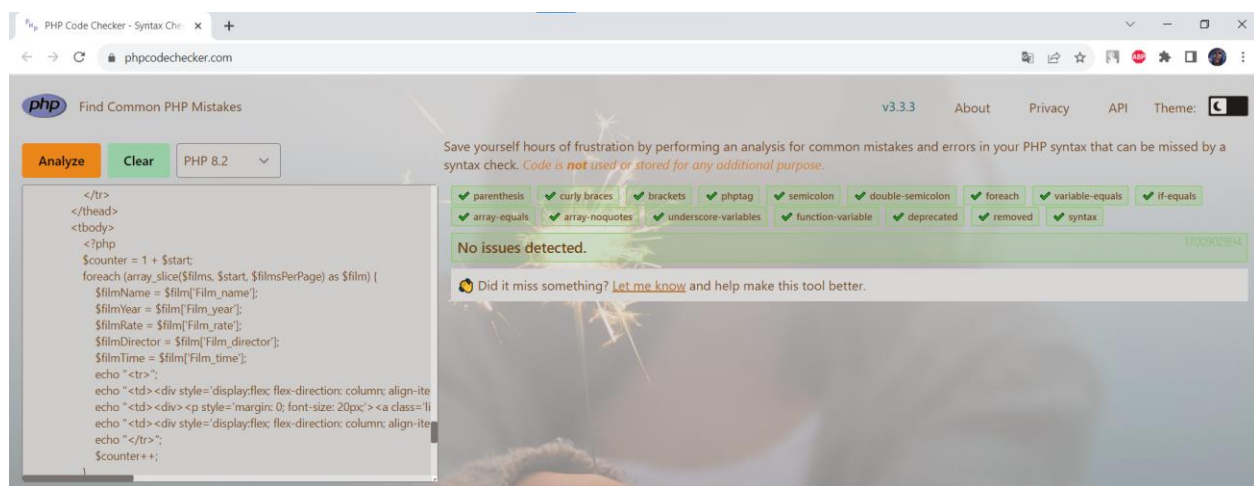 PHP Code Checker - Syntax Che
phpcodechecker.com
ABP
php Find Common PHP Mistakes
v3.3.3 About Privacy API Theme:
Analyze Clear PHP 8.2
Save yourself hours of frustration by performing an analysis for common mistakes and errors in your PHP syntax that can be missed by a
syntax check. Code is not used or stored for any additional purpose.
parenthesis curly braces brackets phptag semicolon double-semicolon foreach variable-equals if-equals
array-equals array-noquotes underscore-variables function-variable deprecated removed syntax
No issues detected.
1700902894
Did it miss something? Let me know and help make this tool better.
</tr>
</thead>
<tbody>
<?php
$counter = 1 + $start;
foreach (array_slice($films, $start, $filmsPerPage) as $film) {
$filmName = $film['Film_name'];
$filmYear = $film['Film_year'];
$filmRate = $film['Film_rate'];
$filmDirector = $film['Film_director'];
$filmTime = $film['Film_time'];
echo "<tr>";
echo "<td><div style='display:flex; flex-direction: column; align-ite
echo "<td><div><p style='margin: 0; font-size: 20px;'><a class='li
echo "<td><div style='display:flex; flex-direction: column; align-ite
echo "</tr>";
$counter++;
}